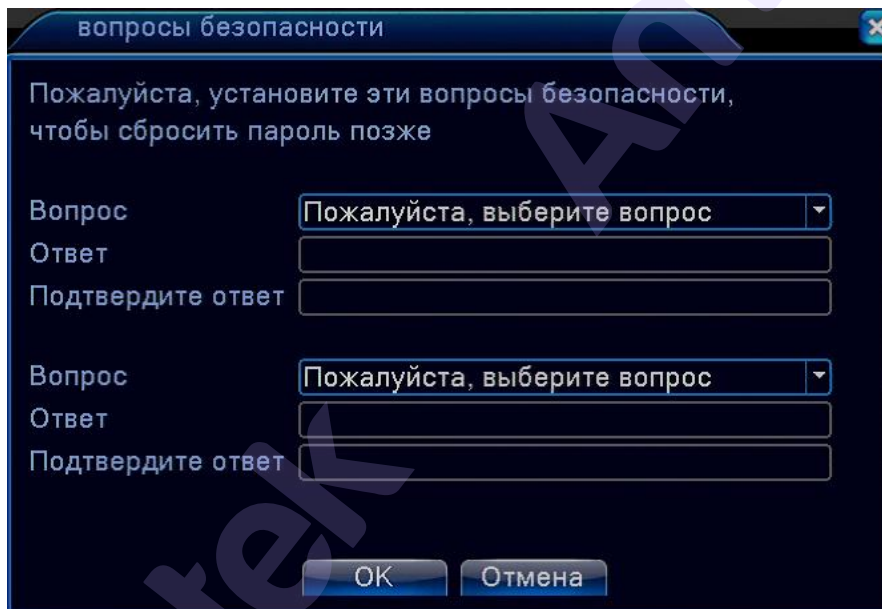 вопросы безопасности
Пожалуйста, установите эти вопросы безопасности,
чтобы сбросить пароль позже
Вопрос Пожалуйста, выберите вопрос
Ответ
Подтвердите ответ
Вопрос Пожалуйста, выберите вопрос
Ответ
Подтвердите ответ
OK Отмена